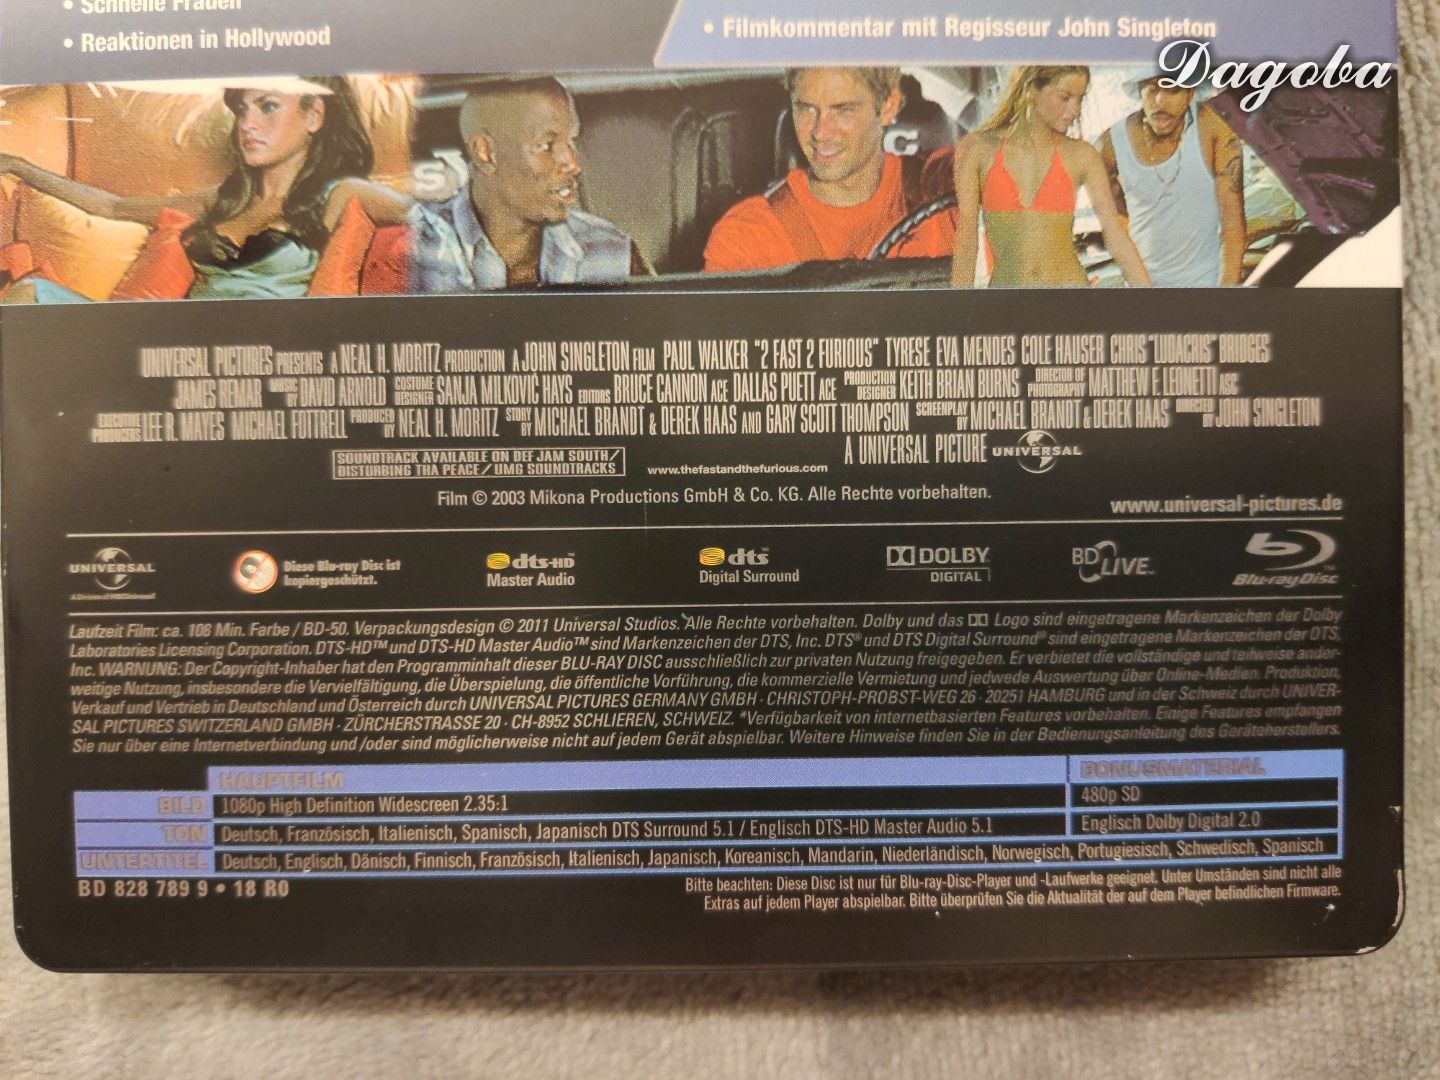 • Schnelle Frauen
• Reaktionen in Hollywood
• Filmkommentar mit Regisseur John Singleton
Dagoba
UNIVERSAL PICTURES PRESENTS A NEAL H. MORITZ PRODUCTION A JOHN SINGLETON FILM PAUL WALKER "2 FAST 2 FURIOUS" TYRESE EVA MENDES COLE HAUSER CHRIS "LUDACRIS" BRIDGES
JAMES REMAR MUSIC BY DAVID ARNOLD COSTUME DESIGNER SANJA MILKOVIC HAYS EDITORS BRUCE CANNON ACE DALLAS PUETT ACE PRODUCTION DESIGNER KEITH BRIAN BURNS DIRECTOR OF PHOTOGRAPHY MATTHEW F. LEONETTI ASC
EXECUTIVE PRODUCERS LEE R. MAYES MICHAEL FOTTRELL PRODUCED BY NEAL H. MORITZ STORY BY MICHAEL BRANDT & DEREK HAAS AND GARY SCOTT THOMPSON SCREENPLAY BY MICHAEL BRANDT & DEREK HAAS DIRECTED BY JOHN SINGLETON
SOUNDTRACK AVAILABLE ON DEF JAM SOUTH/
DISTURBING THA PEACE/UMG SOUNDTRACKS
www.thefastandthefurious.com
A UNIVERSAL PICTURE UNIVERSAL
Film © 2003 Mikona Productions GmbH & Co. KG. Alle Rechte vorbehalten.
www.universal-pictures.de
UNIVERSAL
Diese Blu-ray Disc ist
kopiergeschützt.
dts-HD™
Master Audio
dts™
Digital Surround
DOLBY
DIGITAL
BD LIVE™
Blu-ray Disc™
Laufzeit Film: ca. 108 Min. Farbe / BD-50. Verpackungsdesign © 2011 Universal Studios. Alle Rechte vorbehalten. Dolby und das Logo sind eingetragene Markenzeichen der Dolby
Laboratories Licensing Corporation. DTS-HD™ und DTS-HD Master Audio™ sind Markenzeichen der DTS, Inc. DTS® und DTS Digital Surround® sind eingetragene Markenzeichen der DTS,
Inc. WARNUNG: Der Copyright-Inhaber hat den Programminhalt dieser BLU-RAY DISC ausschließlich zur privaten Nutzung freigegeben. Er verbietet die vollständige und teilweise ander-
weitige Nutzung, insbesondere die Vervielfältigung, die Überspielung, die öffentliche Vorführung, die kommerzielle Vermietung und jedwede Auswertung über Online-Medien. Produktion,
Verkauf und Vertrieb in Deutschland und Österreich durch UNIVERSAL PICTURES GERMANY GMBH · CHRISTOPH-PROBST-WEG 26 · 20251 HAMBURG und in der Schweiz durch UNIVER-
SAL PICTURES SWITZERLAND GMBH · ZÜRCHERSTRASSE 20 · CH-8952 SCHLIEREN, SCHWEIZ. *Verfügbarkeit von internetbasierten Features vorbehalten. Einige Features empfangen
Sie nur über eine Internetverbindung und /oder sind möglicherweise nicht auf jedem Gerät abspielbar. Weitere Hinweise finden Sie in der Bedienungsanleitung des Geräteherstellers.
HAUPTFILM
BONUSMATERIAL
BILD 1080p High Definition Widescreen 2.35:1
480p SD
TON Deutsch, Französisch, Italienisch, Spanisch, Japanisch DTS Surround 5.1 / Englisch DTS-HD Master Audio 5.1
Englisch Dolby Digital 2.0
UNTERTITEL Deutsch, Englisch, Dänisch, Finnisch, Französisch, Italienisch, Japanisch, Koreanisch, Mandarin, Niederländisch, Norwegisch, Portugiesisch, Schwedisch, Spanisch
BD 828 789 9 • 18 R0
Bitte beachten: Diese Disc ist nur für Blu-ray-Disc-Player und -Laufwerke geeignet. Unter Umständen sind nicht alle
Extras auf jedem Player abspielbar. Bitte überprüfen Sie die Aktualität der auf dem Player befindlichen Firmware.